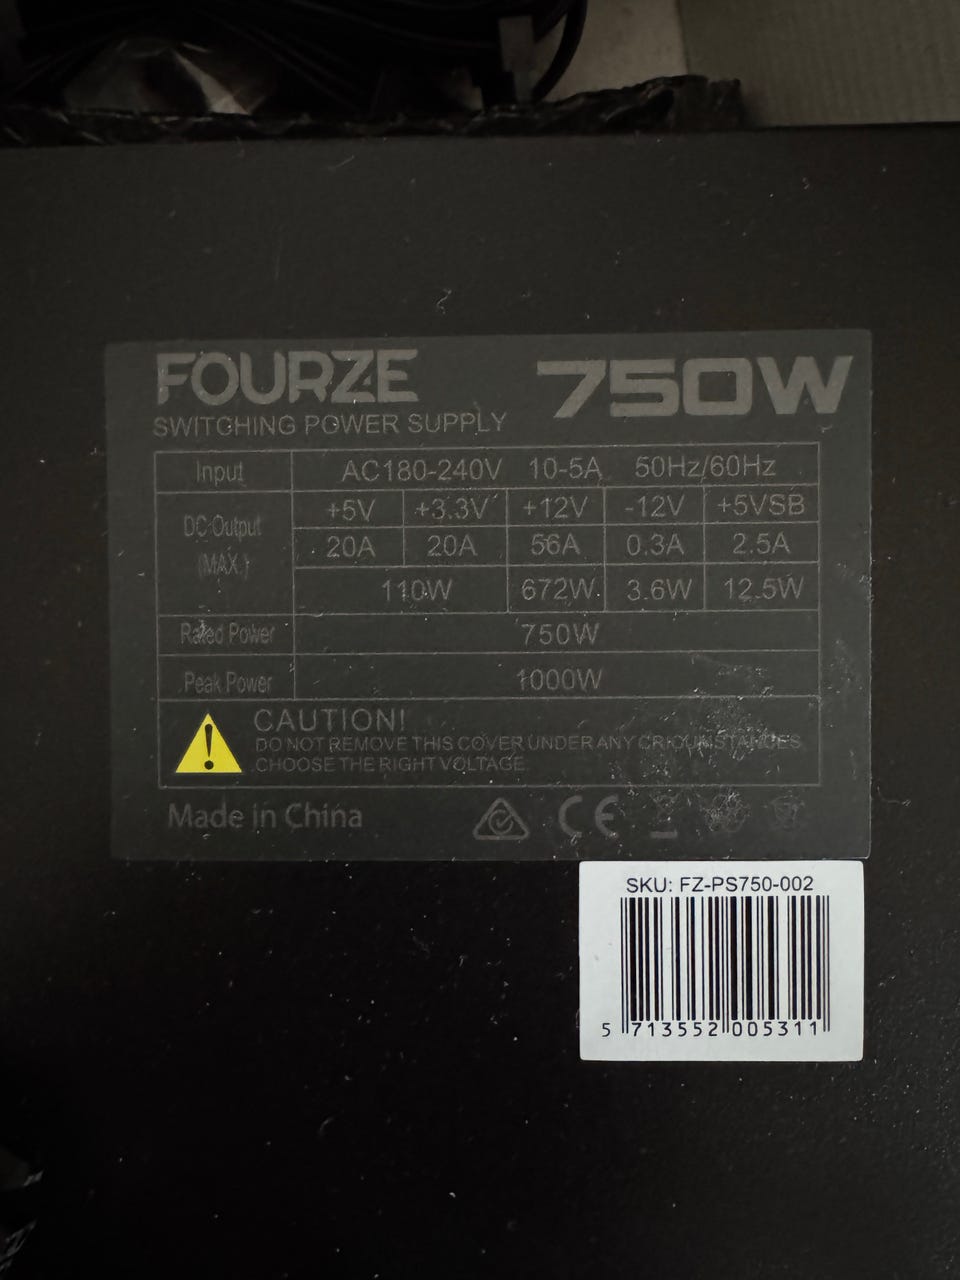 FOURZE 750W
SWITCHING POWER SUPPLY
Input AC180-240V 10-5A 50Hz/60Hz
DC Output (MAX.) +5V +3.3V +12V -12V +5VSB
20A 20A 56A 0.3A 2.5A
110W 672W 3.6W 12.5W
Rated Power 750W
Peak Power 1000W
CAUTION!
DO NOT REMOVE THIS COVER UNDER ANY CIRCUMSTANCES
CHOOSE THE RIGHT VOLTAGE
Made in China CE
SKU: FZ-PS750-002
5 713552 005311